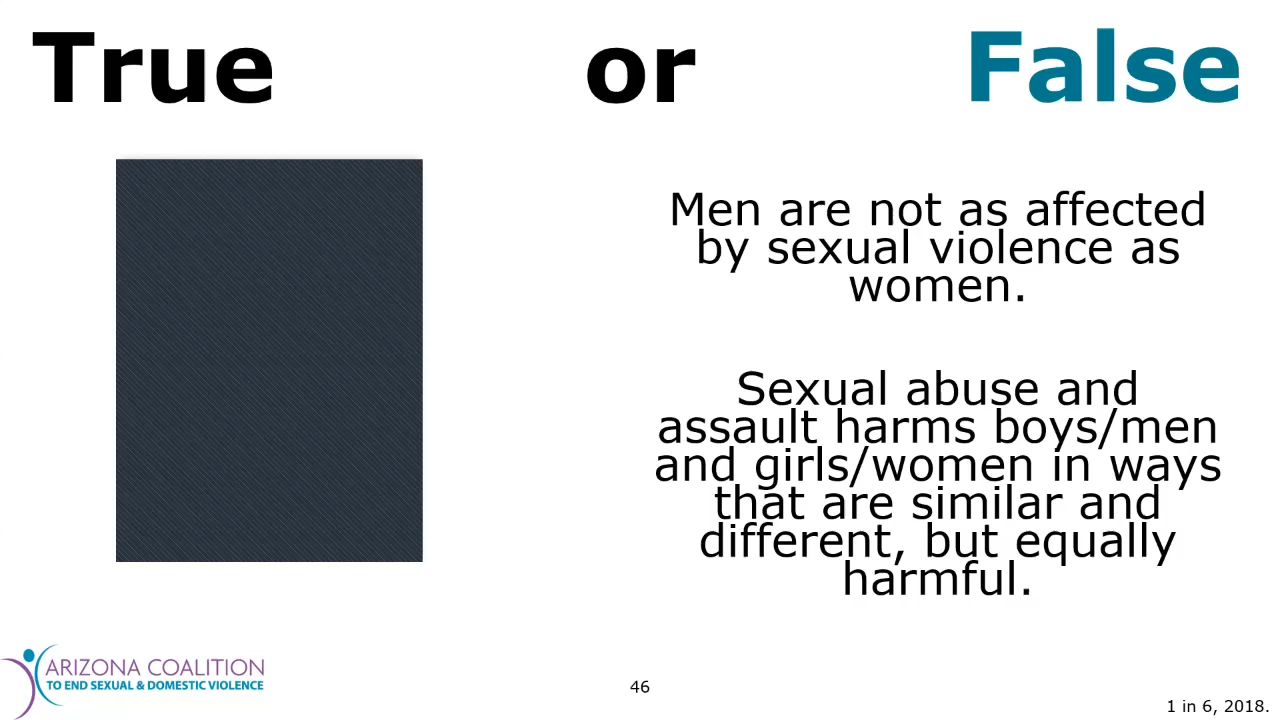 True or False
Men are not as affected
by sexual violence as
women.
Sexual abuse and
assault harms boys/men
and girls/women in ways
that are similar and
different, but equally
harmful.
ARIZONA COALITION
TO END SEXUAL & DOMESTIC VIOLENCE
46
1 in 6, 2018.